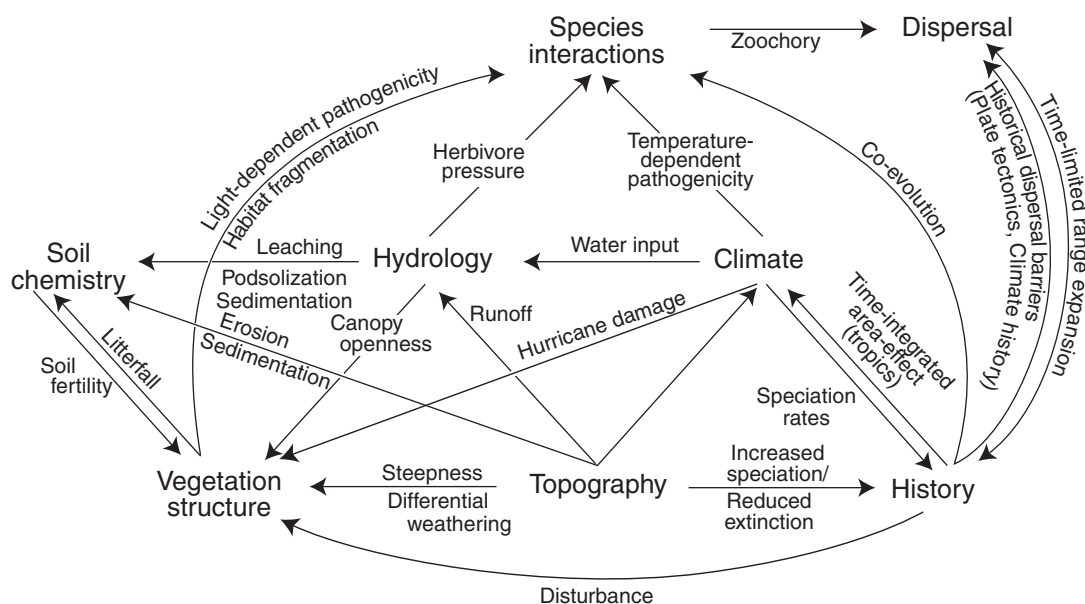 Species
interactions
Zoochory
Dispersal
Light-dependent pathogenicity
Habitat fragmentation
Herbivore
pressure
Temperature-
dependent
pathogenicity
Co-evolution
Historical dispersal barriers
(Plate tectonics, Climate history)
Time-limited range expansion
Soil
chemistry
Leaching
Podsolization
Sedimentation
Hydrology
Water input
Climate
Erosion
Sedimentation
Canopy
openness
Runoff
Hurricane damage
Time-integrated
area-effect
(tropics)
Litterfall
Soil
fertility
Speciation
rates
Vegetation
structure
Steepness
Differential
weathering
Topography
Increased
speciation/
Reduced
extinction
History
Disturbance